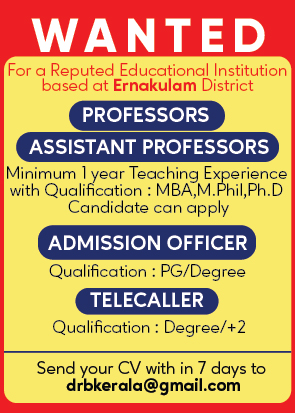 WANTED
For a Reputed Educational Institution
based at Ernakulam District
PROFESSORS
ASSISTANT PROFESSORS
Minimum 1 year Teaching Experience
with Qualification : MBA,M.Phil,Ph.D
Candidate can apply
ADMISSION OFFICER
Qualification : PG/Degree
TELECALLER
Qualification : Degree/+2
Send your CV with in 7 days to
drbkerala@gmail.com